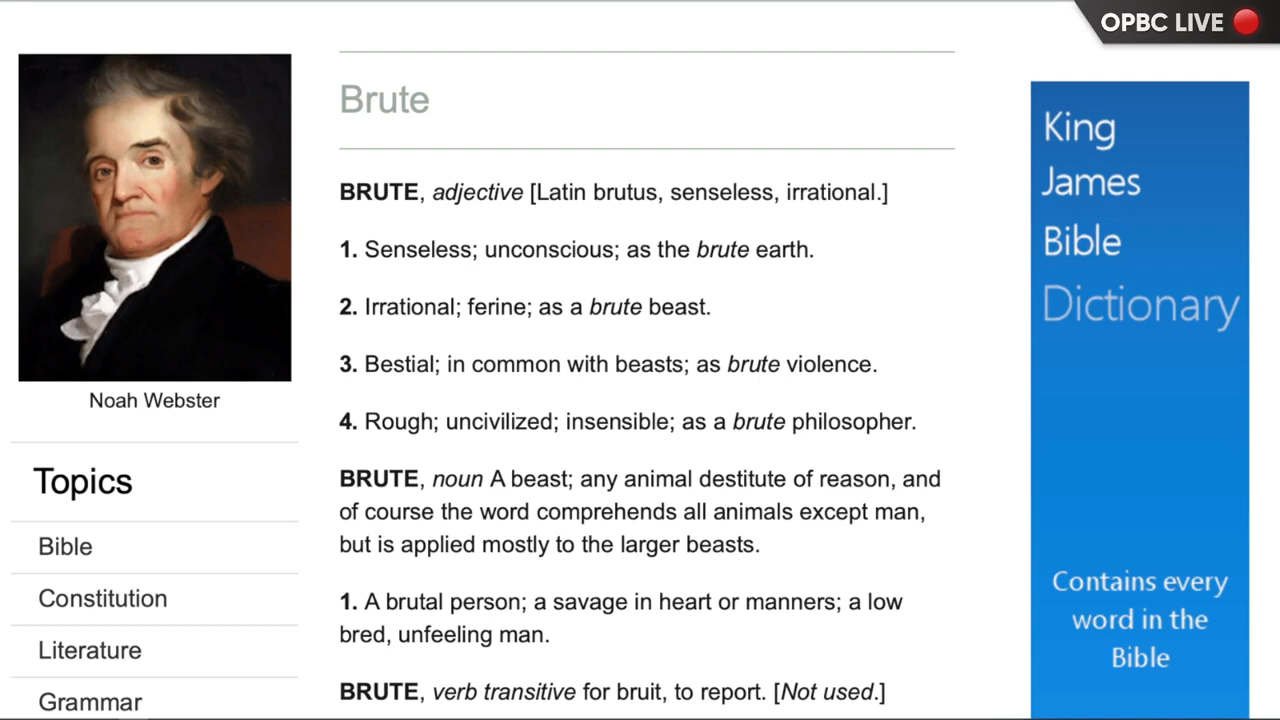 OPBC LIVE
Noah Webster
Topics
Bible
Constitution
Literature
Grammar
Brute
BRUTE, adjective [Latin brutus, senseless, irrational.]
1. Senseless; unconscious; as the brute earth.
2. Irrational; ferine; as a brute beast.
3. Bestial; in common with beasts; as brute violence.
4. Rough; uncivilized; insensible; as a brute philosopher.
BRUTE, noun A beast; any animal destitute of reason, and
of course the word comprehends all animals except man,
but is applied mostly to the larger beasts.
1. A brutal person; a savage in heart or manners; a low
bred, unfeeling man.
BRUTE, verb transitive for bruit, to report. [Not used.]
King
James
Bible
Dictionary
Contains every
word in the
Bible